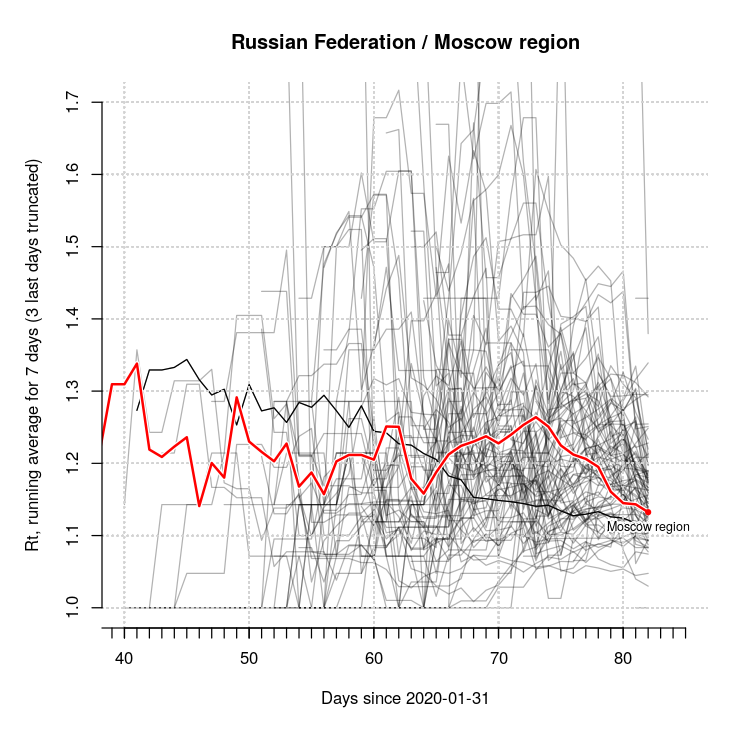 Russian Federation / Moscow region
Rt, running average for 7 days (3 last days truncated)
1.7
1.6
1.5
1.4
1.3
1.2
1.1
1.0
Moscow region
40 50 60 70 80
Days since 2020-01-31